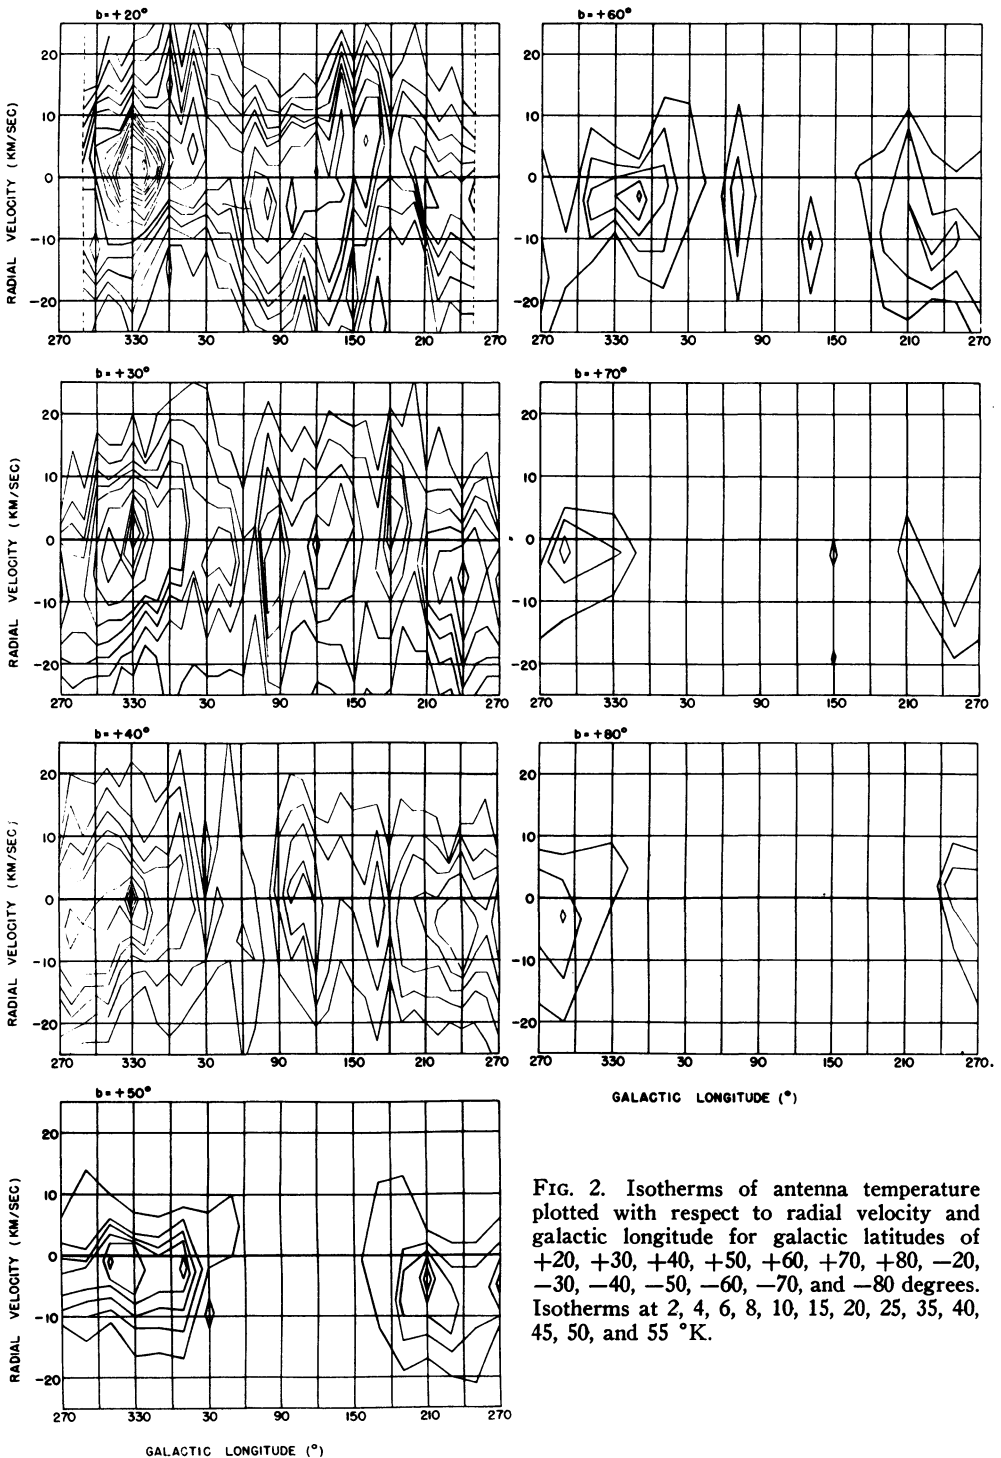 b = +20°
20
10
0
-10
-20
RADIAL VELOCITY (KM/SEC)
270 330 30 90 150 210 270
b = +60°
20
10
0
-10
-20
270 330 30 90 150 210 270
b = +30°
20
10
0
-10
-20
RADIAL VELOCITY (KM/SEC)
270 330 30 90 150 210 270
b = +70°
20
10
0
-10
-20
270 330 30 90 150 210 270
b = +40°
20
10
0
-10
-20
RADIAL VELOCITY (KM/SEC)
270 330 30 90 150 210 270
b = +80°
20
10
0
-10
-20
270 330 30 90 150 210 270.
GALACTIC LONGITUDE (°)
b = +50°
20
10
0
-10
-20
RADIAL VELOCITY (KM/SEC)
270 330 30 90 150 210 270
GALACTIC LONGITUDE (°)
FIG. 2. Isotherms of antenna temperature
plotted with respect to radial velocity and
galactic longitude for galactic latitudes of
+20, +30, +40, +50, +60, +70, +80, −20,
−30, −40, −50, −60, −70, and −80 degrees.
Isotherms at 2, 4, 6, 8, 10, 15, 20, 25, 35, 40,
45, 50, and 55 °K.